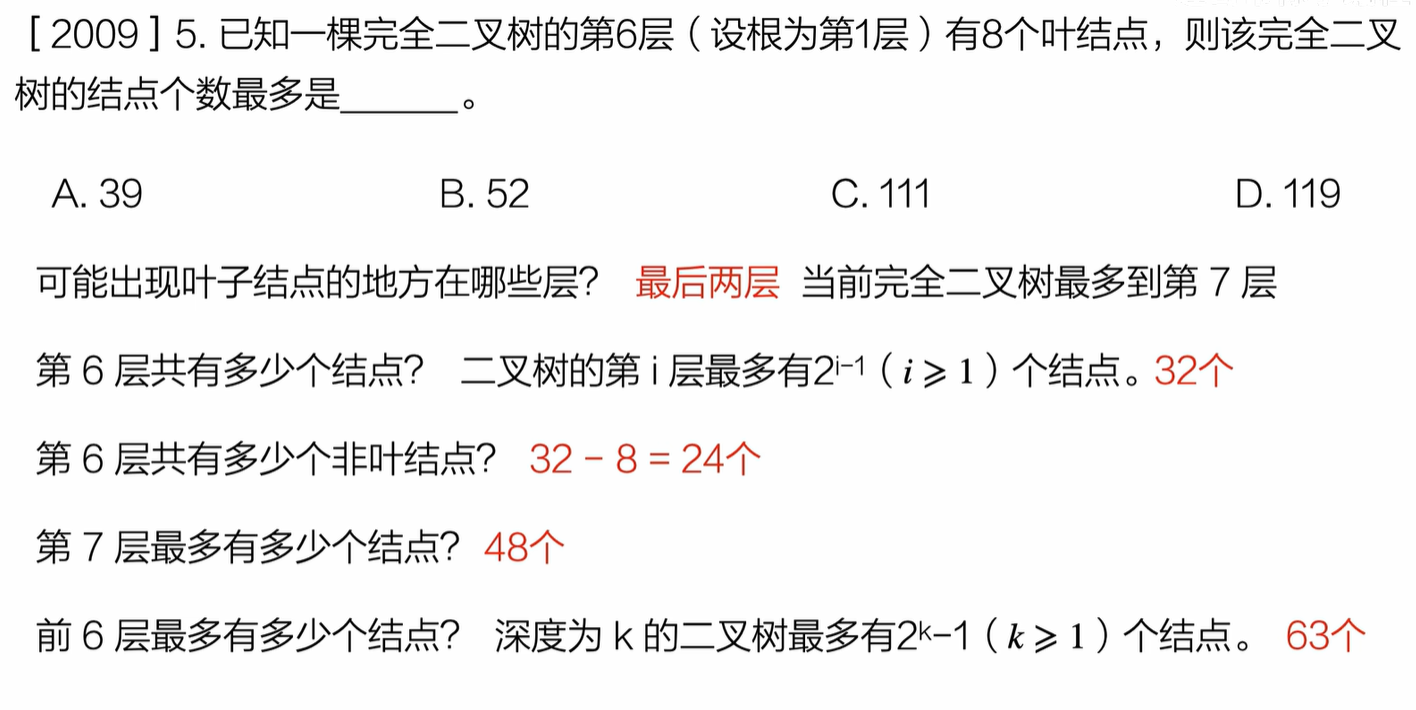 ［2009］5. 已知一棵完全二叉树的第6层（设根为第1层）有8个叶结点，则该完全二叉
树的结点个数最多是______。
A. 39 B. 52 C. 111 D. 119
可能出现叶子结点的地方在哪些层？ 最后两层 当前完全二叉树最多到第 7 层
第 6 层共有多少个结点？ 二叉树的第 i 层最多有2ⁱ⁻¹（i ⩾ 1）个结点。32个
第 6 层共有多少个非叶结点？ 32 − 8 = 24个
第 7 层最多有多少个结点？ 48个
前 6 层最多有多少个结点？ 深度为 k 的二叉树最多有2ᵏ−1（k ⩾ 1）个结点。 63个